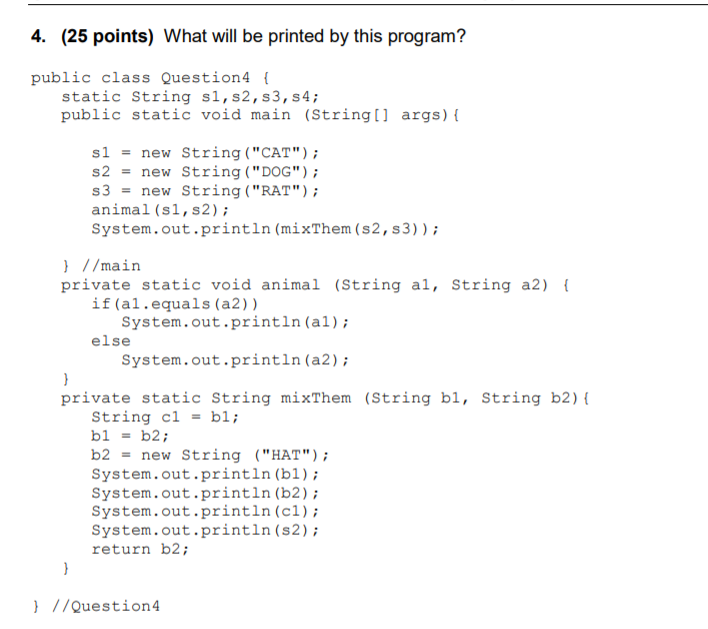 4. (25 points) What will be printed by this program?
public class Question4 {
static String s1,s2,s3,s4;
public static void main (String[] args){
s1 = new String("CAT");
s2 = new String("DOG");
s3 = new String("RAT");
animal(s1,s2);
System.out.println(mixThem(s2,s3));
} //main
private static void animal (String a1, String a2) {
if(a1.equals(a2))
System.out.println(a1);
else
System.out.println(a2);
}
private static String mixThem (String b1, String b2){
String c1 = b1;
b1 = b2;
b2 = new String ("HAT");
System.out.println(b1);
System.out.println(b2);
System.out.println(c1);
System.out.println(s2);
return b2;
}
} //Question4